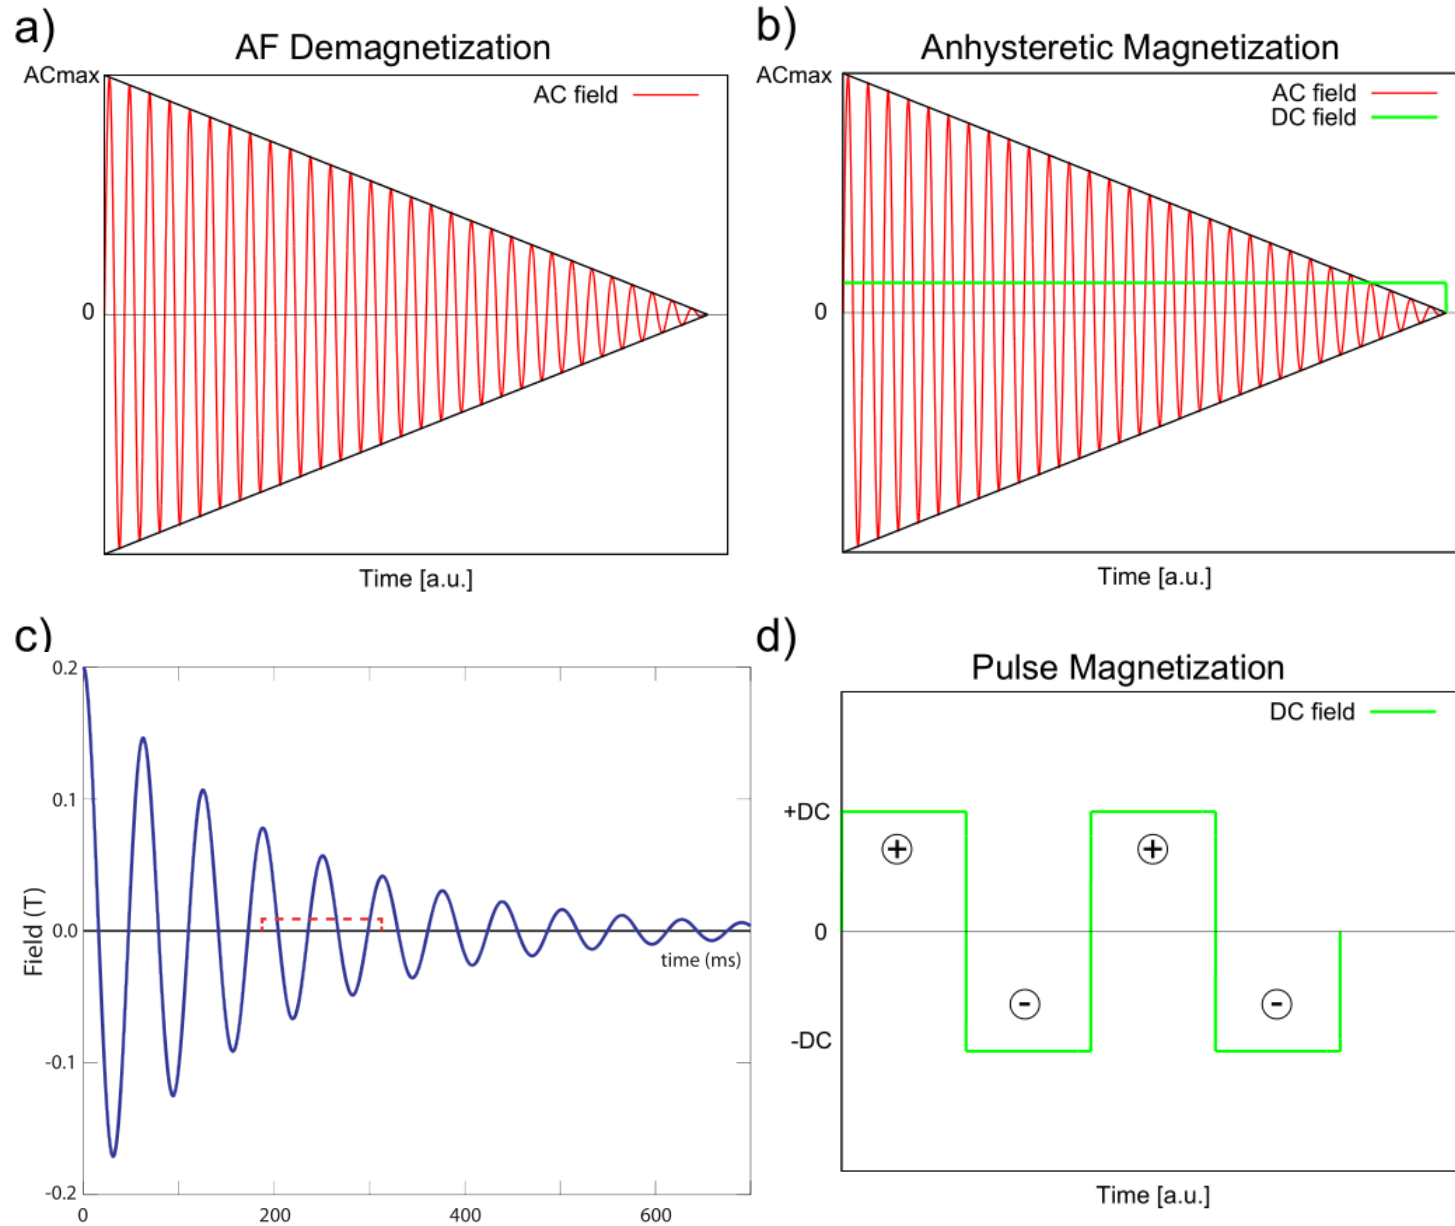 a)
AF Demagnetization
ACmax
AC field
0
Time [a.u.]
b)
Anhysteretic Magnetization
ACmax
AC field
DC field
0
Time [a.u.]
c)
0.2
0.1
0.0
-0.1
-0.2
Field (T)
time (ms)
0
200
400
600
d)
Pulse Magnetization
DC field
+DC
0
-DC
+
-
+
-
Time [a.u.]